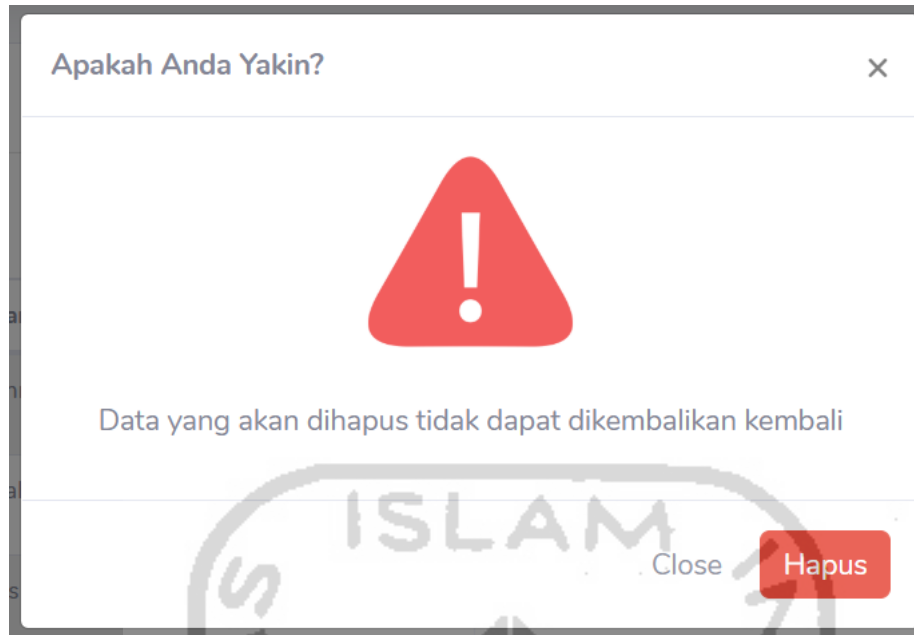 Apakah Anda Yakin?
!
Data yang akan dihapus tidak dapat dikembalikan kembali
ISLAM
Close
Hapus